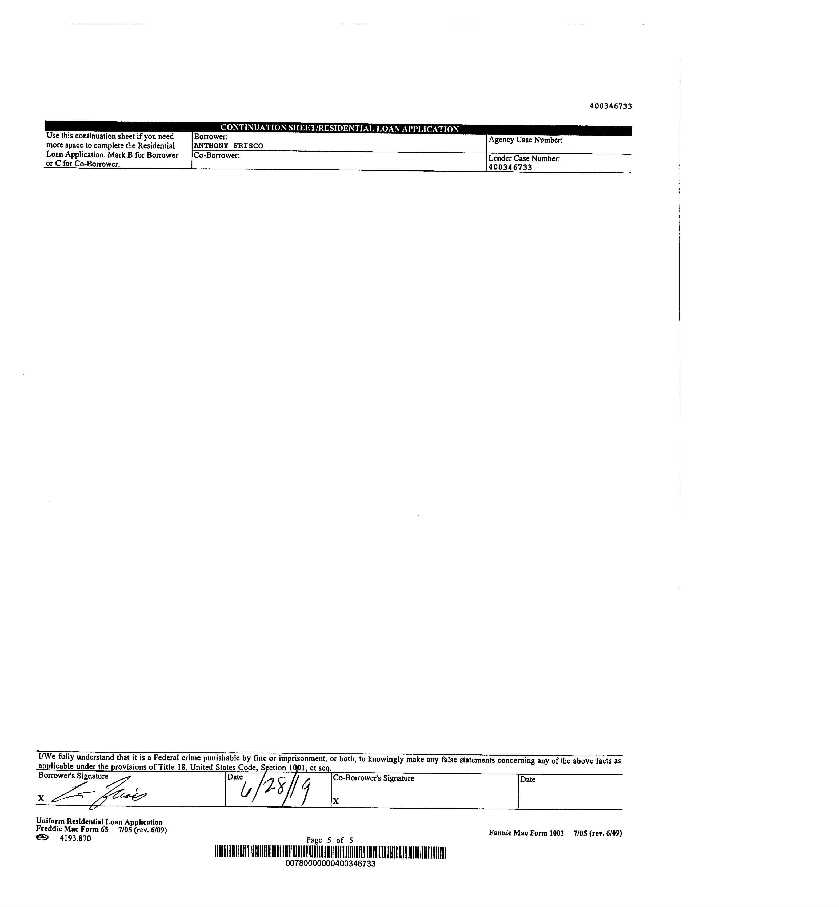 400346733
CONTINUATION SHEET/RESIDENTIAL LOAN APPLICATION
Use this continuation sheet if you need
more space to complete the Residential
Loan Application. Mark B for Borrower
or C for Co-Borrower.
Borrower:
ANTHONY FRISCO
Co-Borrower:
Agency Case Number:
Lender Case Number:
400346733
I/We fully understand that it is a Federal crime punishable by fine or imprisonment, or both, to knowingly make any false statements concerning any of the above facts as
applicable under the provisions of Title 18, United States Code, Section 1001, et seq.
Borrower's Signature
X
Date
6/28/19
Co-Borrower's Signature
X
Date
Uniform Residential Loan Application
Freddie Mac Form 65 7/05 (rev. 6/09)
4193.870
Page 5 of 5
Fannie Mae Form 1003 7/05 (rev. 6/09)
00780000000400346733